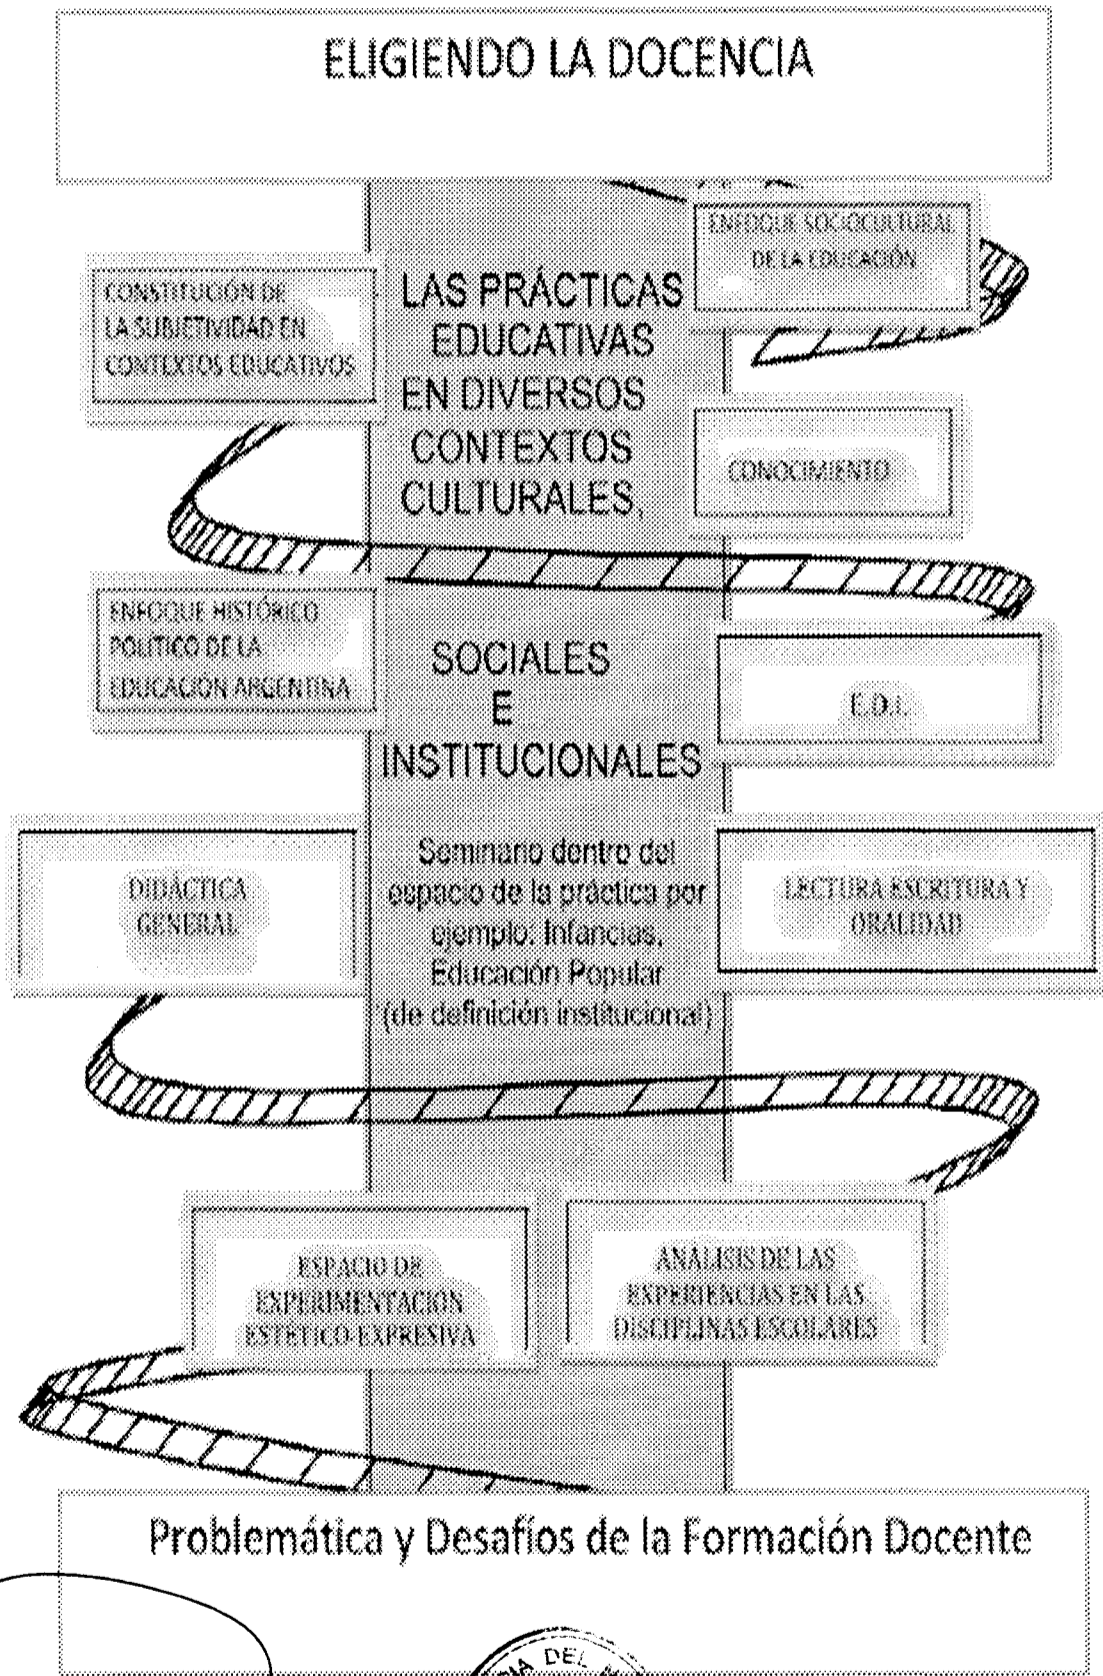 ELIGIENDO LA DOCENCIA
ENFOQUE SOCIOCULTURAL
DE LA EDUCACIÓN
CONSTITUCIÓN DE
LA SUBJETIVIDAD EN
CONTEXTOS EDUCATIVOS
LAS PRÁCTICAS
EDUCATIVAS
EN DIVERSOS
CONTEXTOS
CULTURALES,
CONOCIMIENTO
ENFOQUE HISTÓRICO
POLÍTICO DE LA
EDUCACIÓN ARGENTINA
SOCIALES
E
INSTITUCIONALES
E.D.I.
DIDÁCTICA
GENERAL
Seminario dentro del
espacio de la práctica por
ejemplo: Infancias,
Educación Popular
(de definición institucional)
LECTURA ESCRITURA Y
ORALIDAD
ESPACIO DE
EXPERIMENTACIÓN
ESTÉTICO-EXPRESIVA
ANÁLISIS DE LAS
EXPERIENCIAS EN LAS
DISCIPLINAS ESCOLARES
Problemática y Desafíos de la Formación Docente
DEL